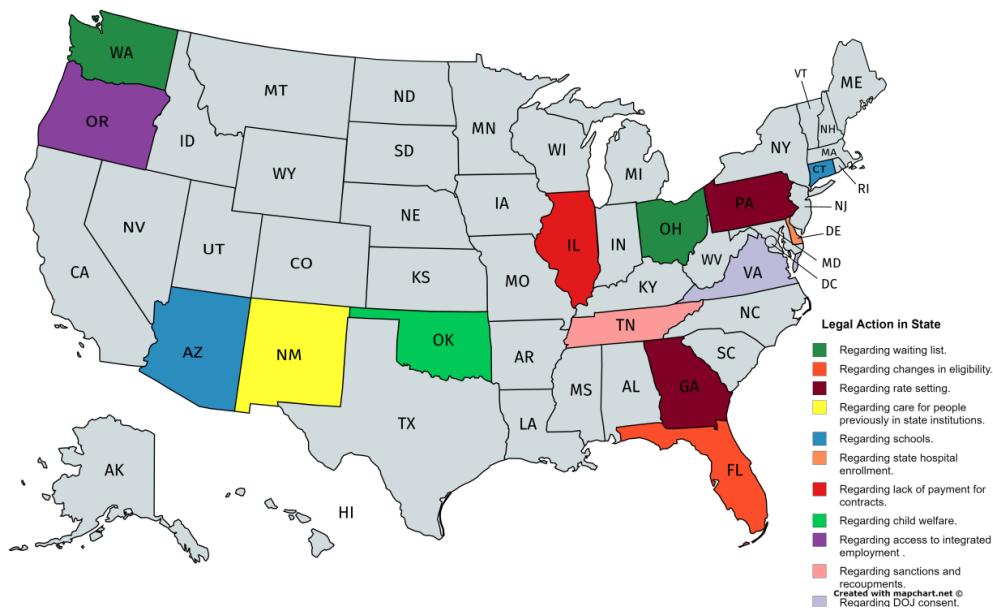 WA
OR
CA
NV
ID
MT
WY
UT
CO
AZ
NM
ND
SD
NE
KS
OK
TX
MN
IA
MO
AR
LA
WI
IL
MI
IN
OH
KY
TN
MS
AL
GA
FL
SC
NC
VA
WV
PA
NY
VT
NH
ME
MA
CT
RI
NJ
DE
MD
DC
AK
HI
Legal Action in State
Regarding waiting list.
Regarding changes in eligibility.
Regarding rate setting.
Regarding care for people
previously in state institutions.
Regarding schools.
Regarding state hospital
enrollment.
Regarding lack of payment for
contracts.
Regarding child welfare.
Regarding access to integrated
employment .
Regarding sanctions and
recoupments.
Created with mapchart.net ©
Regarding DOJ consent.